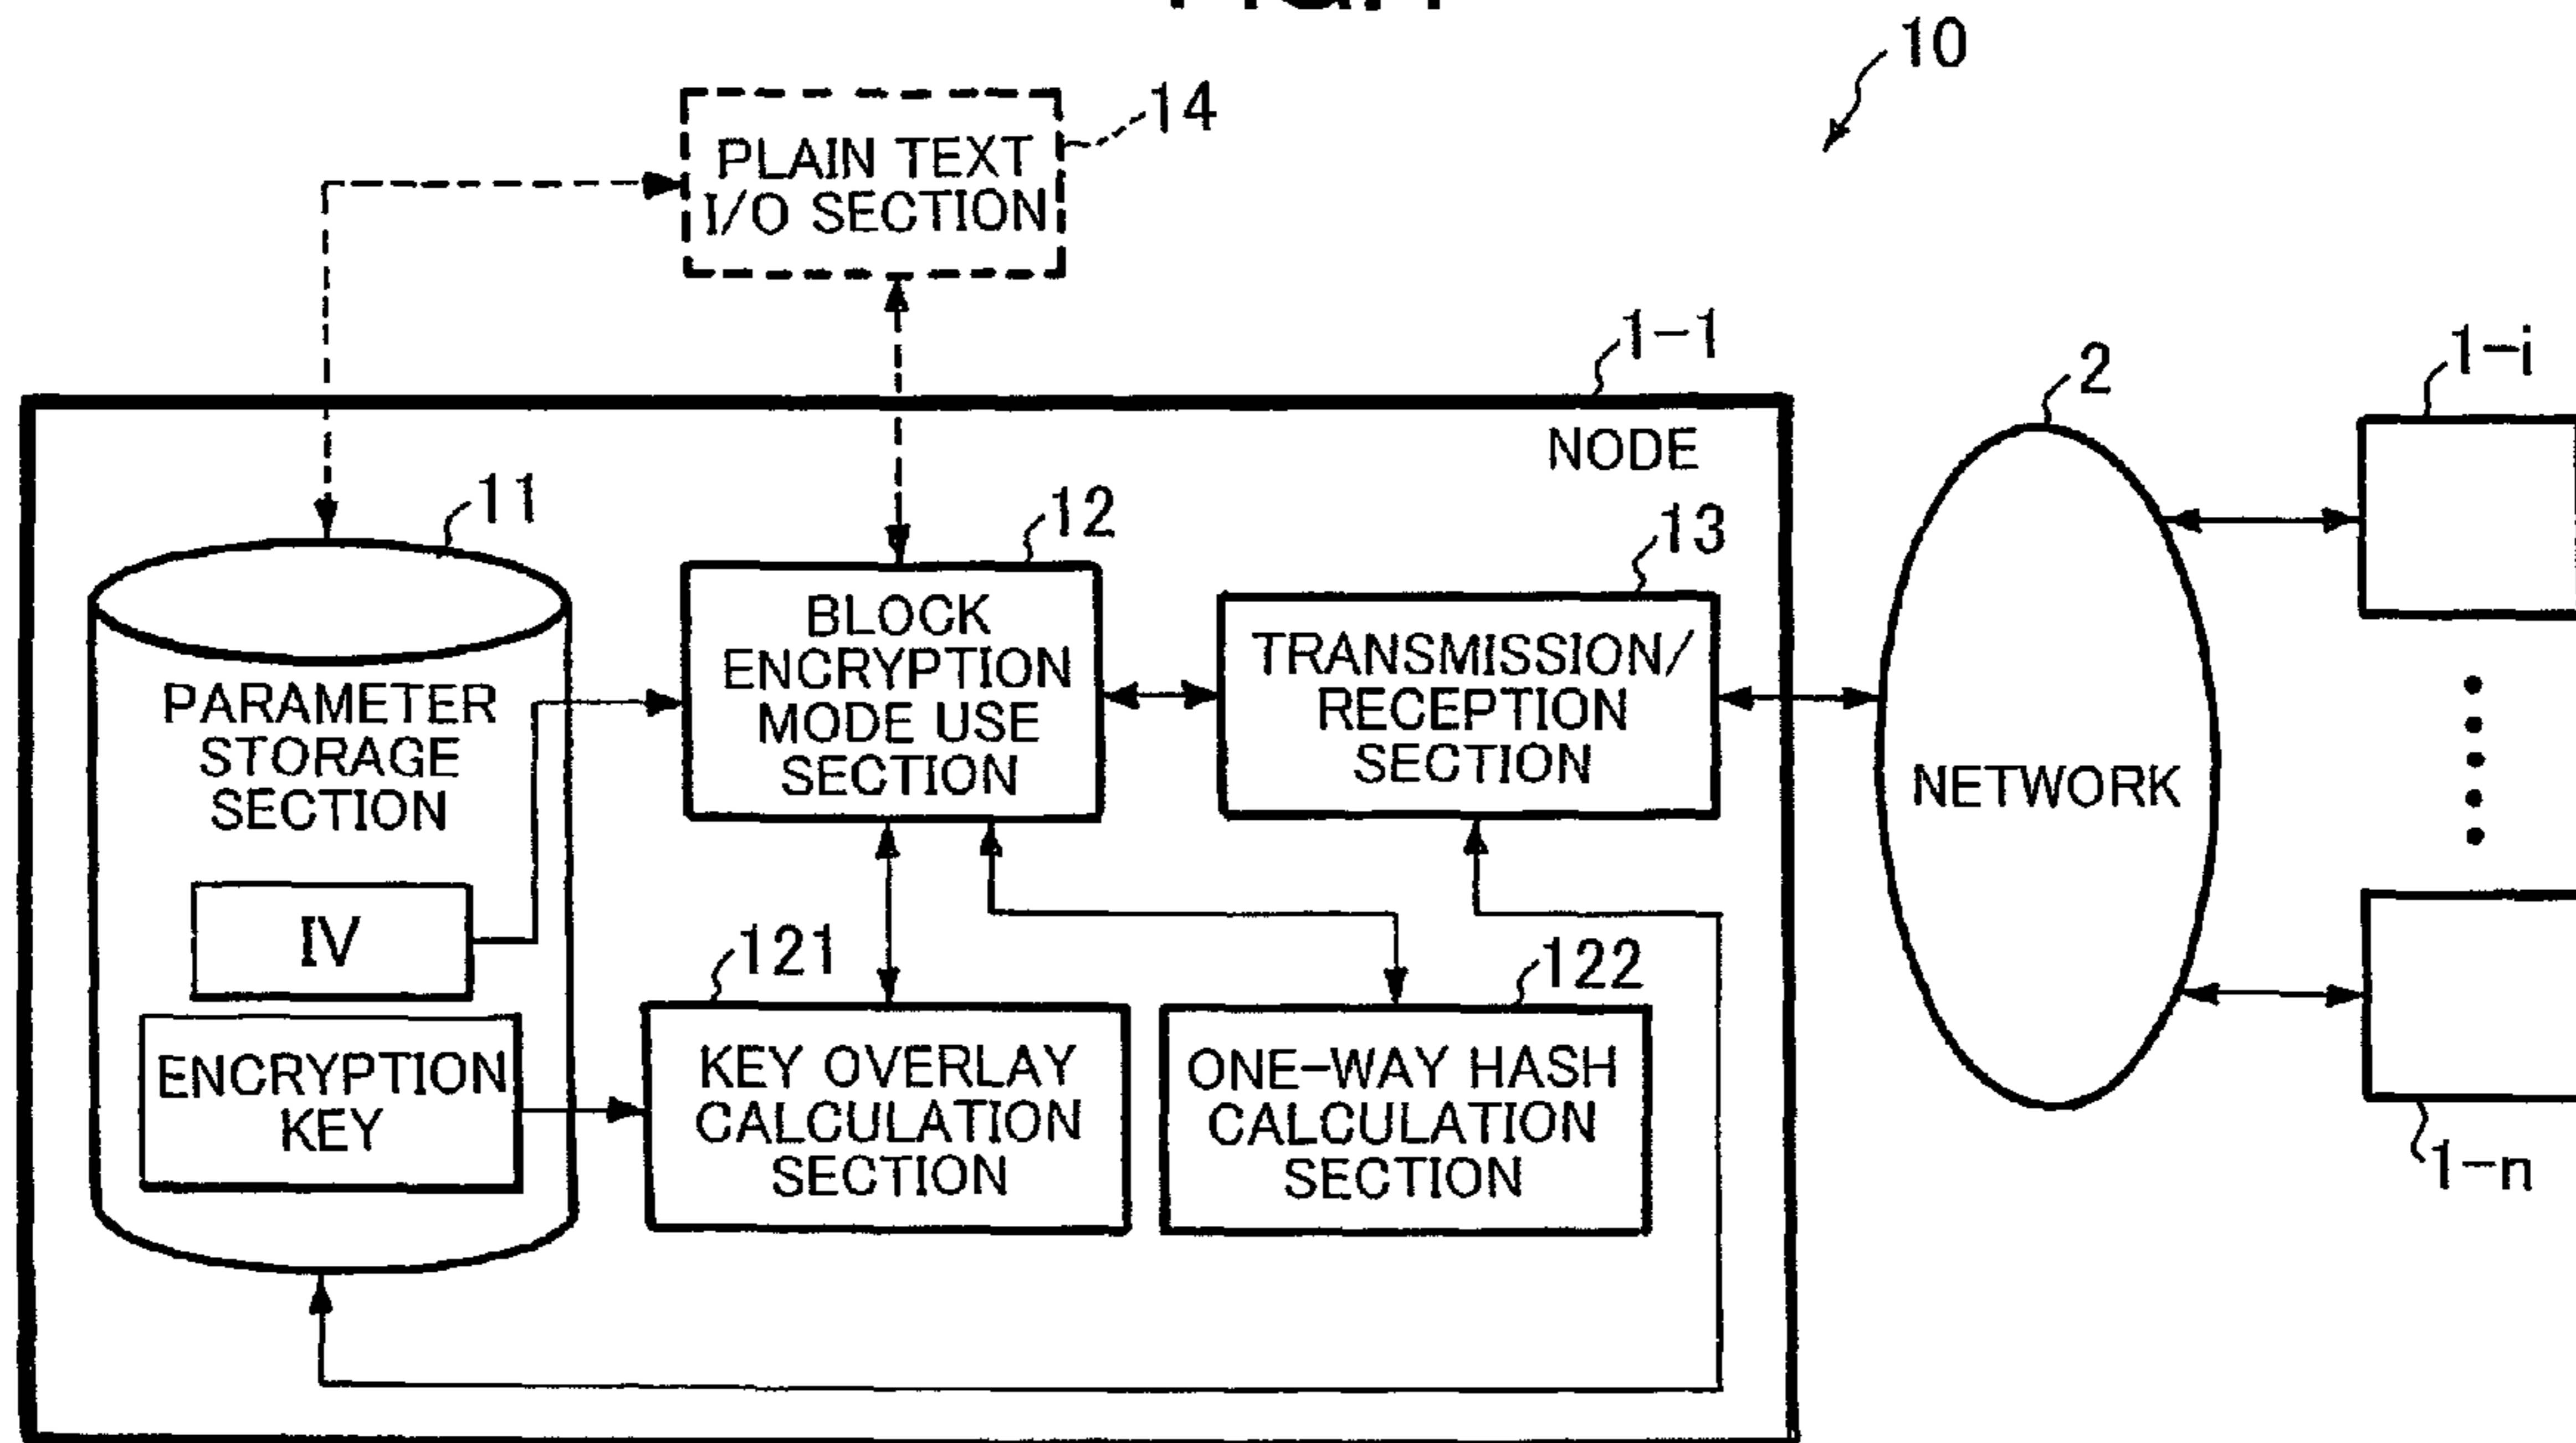 10
14
PLAIN TEXT
I/O SECTION
1-1
2
1-i
NODE
11
12
13
BLOCK
ENCRYPTION
MODE USE
SECTION
TRANSMISSION/
RECEPTION
SECTION
PARAMETER
STORAGE
SECTION
NETWORK
IV
121
122
ENCRYPTION
KEY
KEY OVERLAY
CALCULATION
SECTION
ONE-WAY HASH
CALCULATION
SECTION
1-n